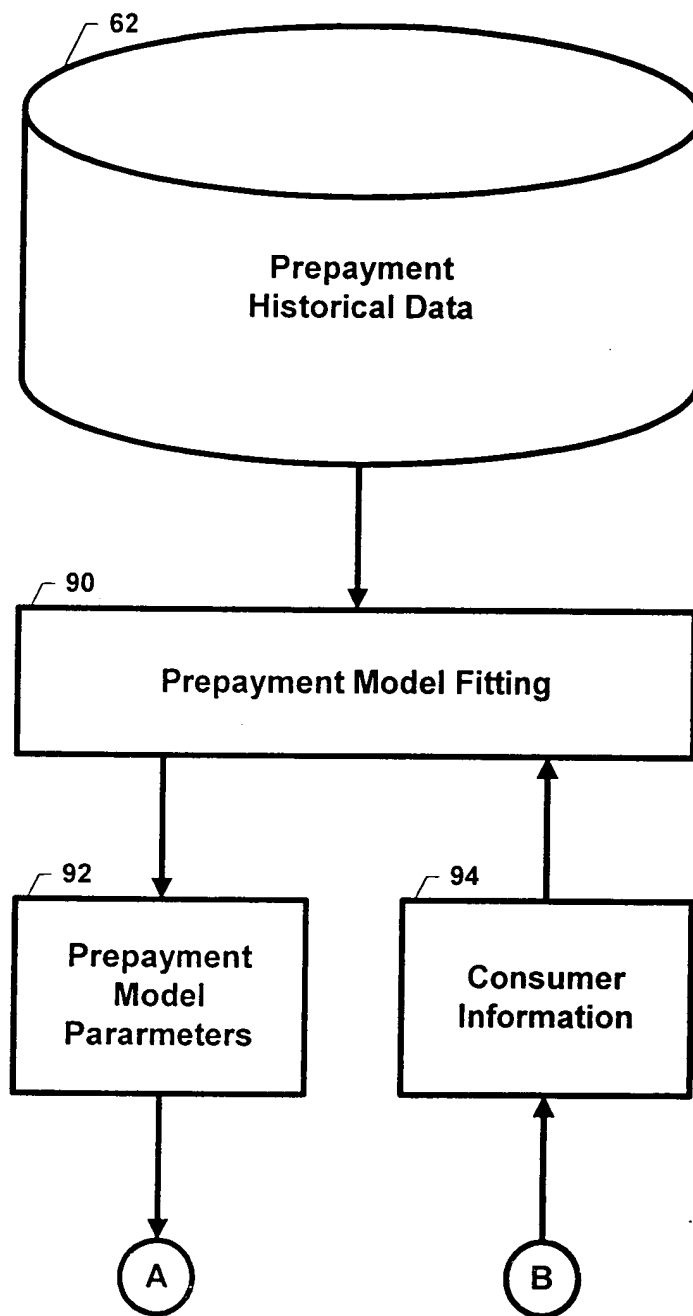 62
Prepayment
Historical Data
90
Prepayment Model Fitting
92
Prepayment
Model
Pararmeters
94
Consumer
Information
A
B